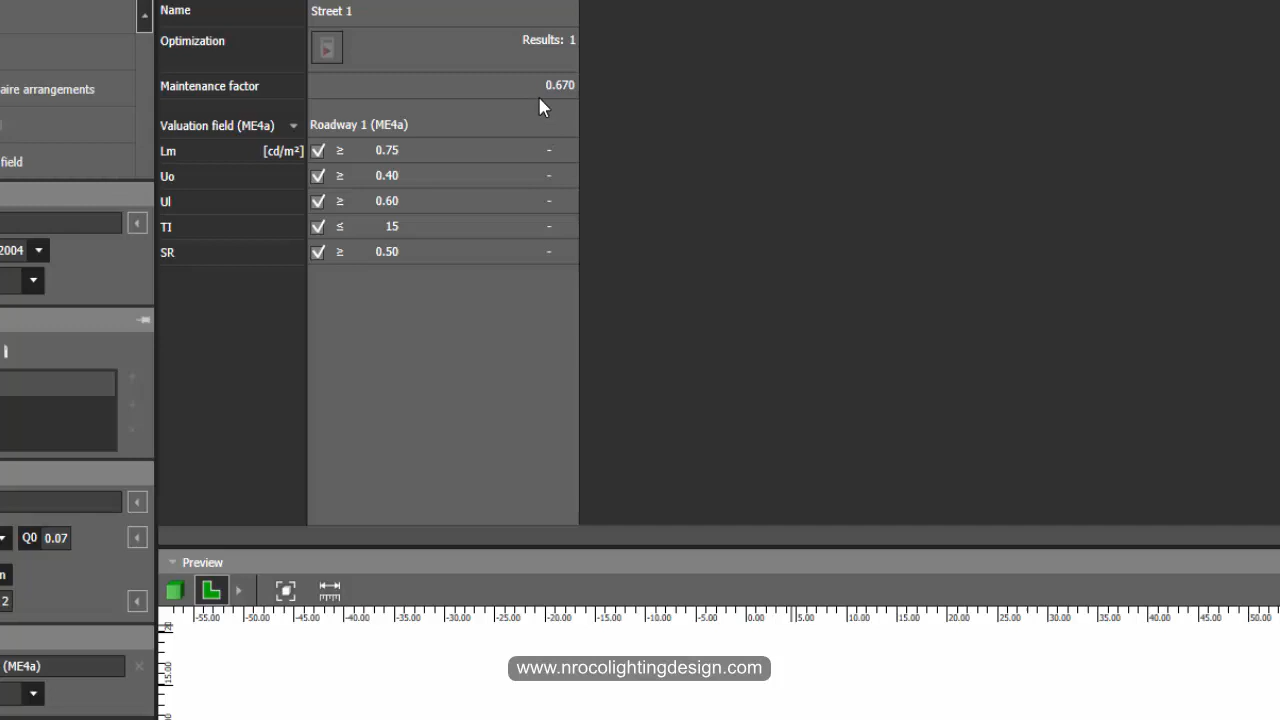 Name Street 1
Optimization Results: 1
aire arrangements
Maintenance factor 0.670
Valuation field (ME4a) Roadway 1 (ME4a)
Lm [cd/m²] ≥ 0.75 -
field
Uo ≥ 0.40 -
Ul ≥ 0.60 -
TI ≤ 15 -
2004
SR ≥ 0.50 -
Q0 0.07
Preview
2
-55.00 -50.00 -45.00 -40.00 -35.00 -30.00 -25.00 -20.00 -15.00 -10.00 -5.00 0.00 5.00 10.00 15.00 20.00 25.00 30.00 35.00 40.00 45.00 50.00
(ME4a)
15.00
www.nrocolightingdesign.com